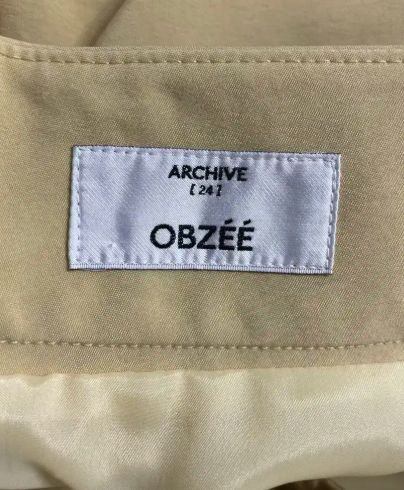 ARCHIVE
[ 24 ]
OBZÉÉ